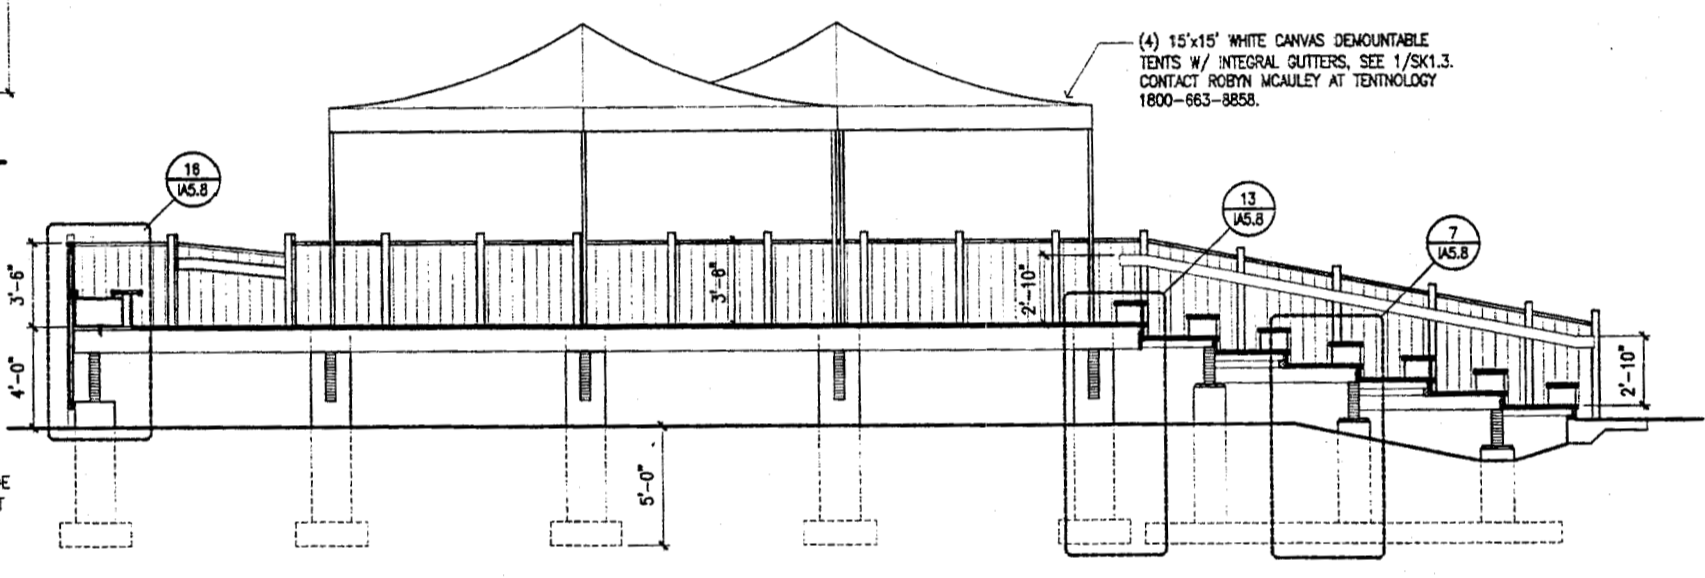 (4) 15'x15' WHITE CANVAS DEMOUNTABLE
TENTS W/ INTEGRAL GUTTERS, SEE 1/SK1.3.
CONTACT ROBYN MCAULEY AT TENTNOLOGY
1800-663-8858.
IA5.8
13
IA5.8
7
IA5.8
3'-6"
3'-6"
2'-10"
4'-0"
2'-10"
5'-0"